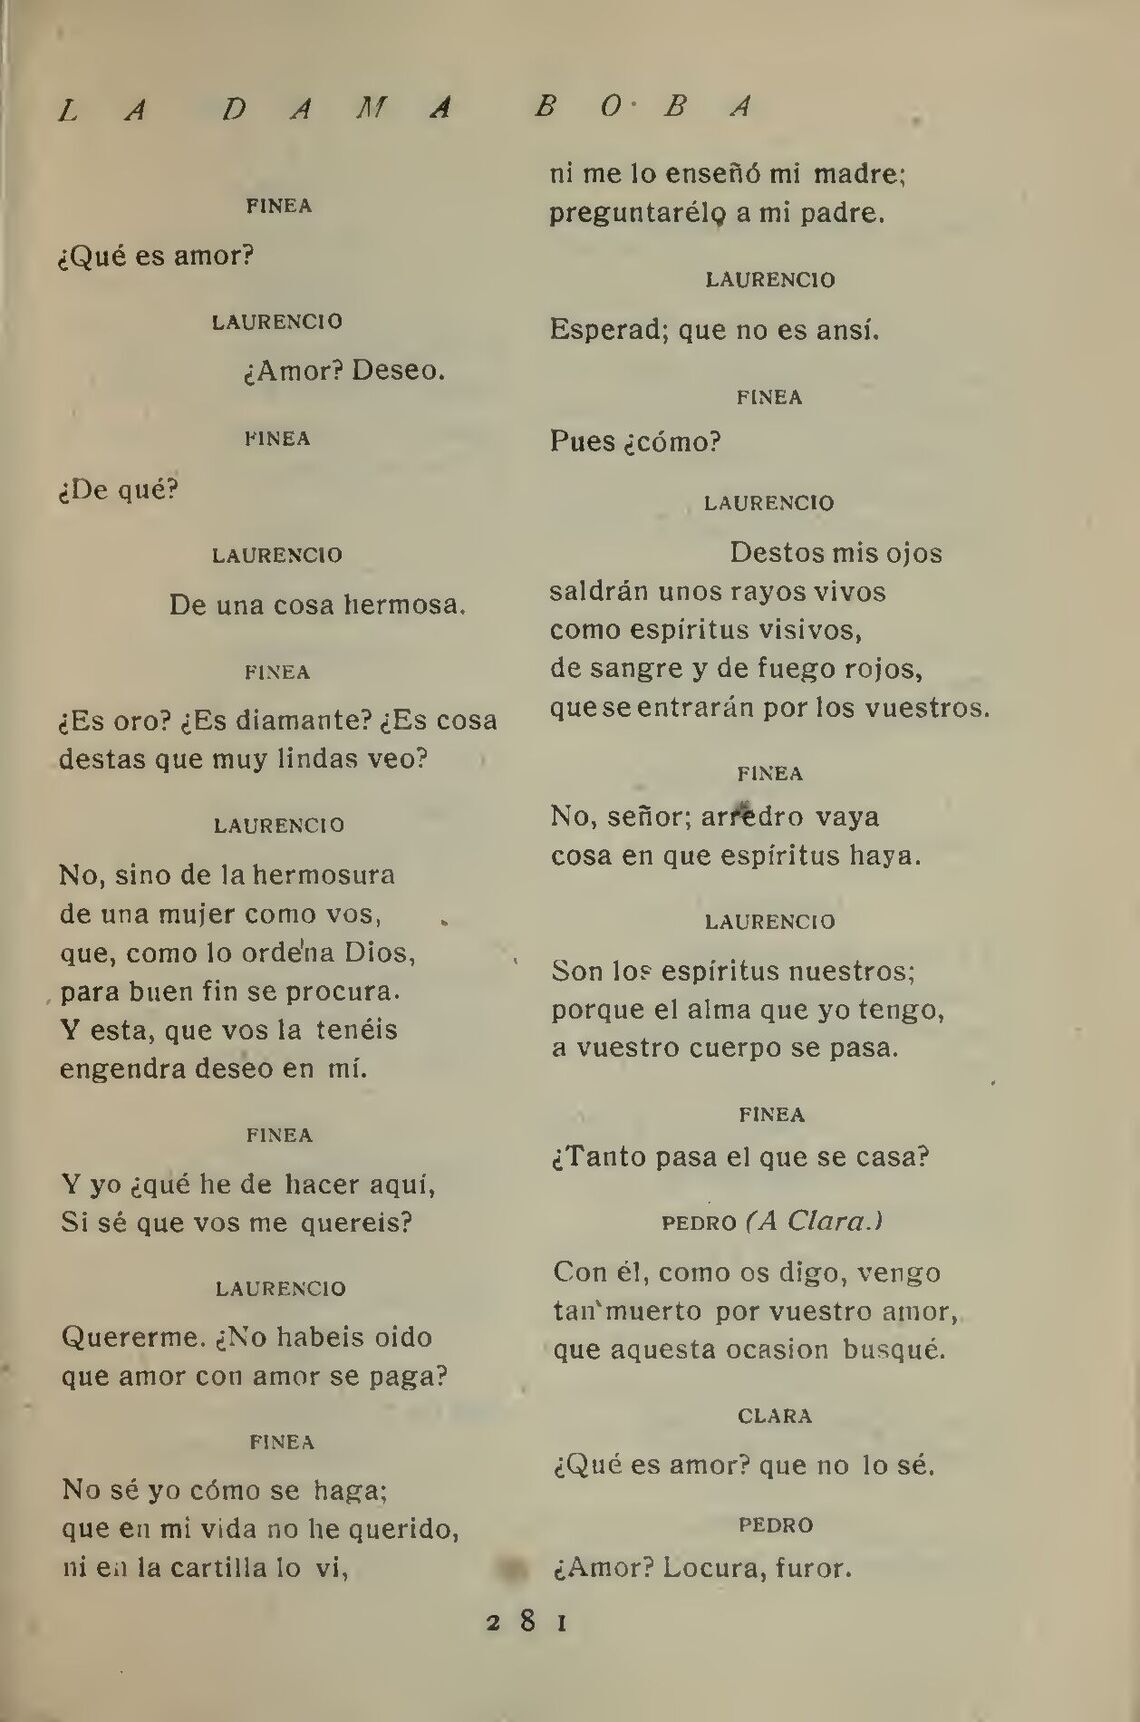 LA DAMA BOBA
FINEA
¿Qué es amor?
LAURENCIO
¿Amor? Deseo.
FINEA
¿De qué?
LAURENCIO
De una cosa hermosa.
FINEA
¿Es oro? ¿Es diamante? ¿Es cosa
destas que muy lindas veo?
LAURENCIO
No, sino de la hermosura
de una mujer como vos,
que, como lo ordena Dios,
para buen fin se procura.
Y esta, que vos la tenéis
engendra deseo en mí.
FINEA
Y yo ¿qué he de hacer aquí,
Si sé que vos me quereis?
LAURENCIO
Quererme. ¿No habeis oido
que amor con amor se paga?
FINEA
No sé yo cómo se haga;
que en mi vida no he querido,
ni en la cartilla lo vi,
ni me lo enseñó mi madre;
preguntarélo a mi padre.
LAURENCIO
Esperad; que no es ansí.
FINEA
Pues ¿cómo?
LAURENCIO
Destos mis ojos
saldrán unos rayos vivos
como espíritus visivos,
de sangre y de fuego rojos,
que se entrarán por los vuestros.
FINEA
No, señor; arredro vaya
cosa en que espíritus haya.
LAURENCIO
Son los espíritus nuestros;
porque el alma que yo tengo,
a vuestro cuerpo se pasa.
FINEA
¿Tanto pasa el que se casa?
PEDRO (A Clara.)
Con él, como os digo, vengo
tan muerto por vuestro amor,
que aquesta ocasion busqué.
CLARA
¿Qué es amor? que no lo sé.
PEDRO
¿Amor? Locura, furor.
281